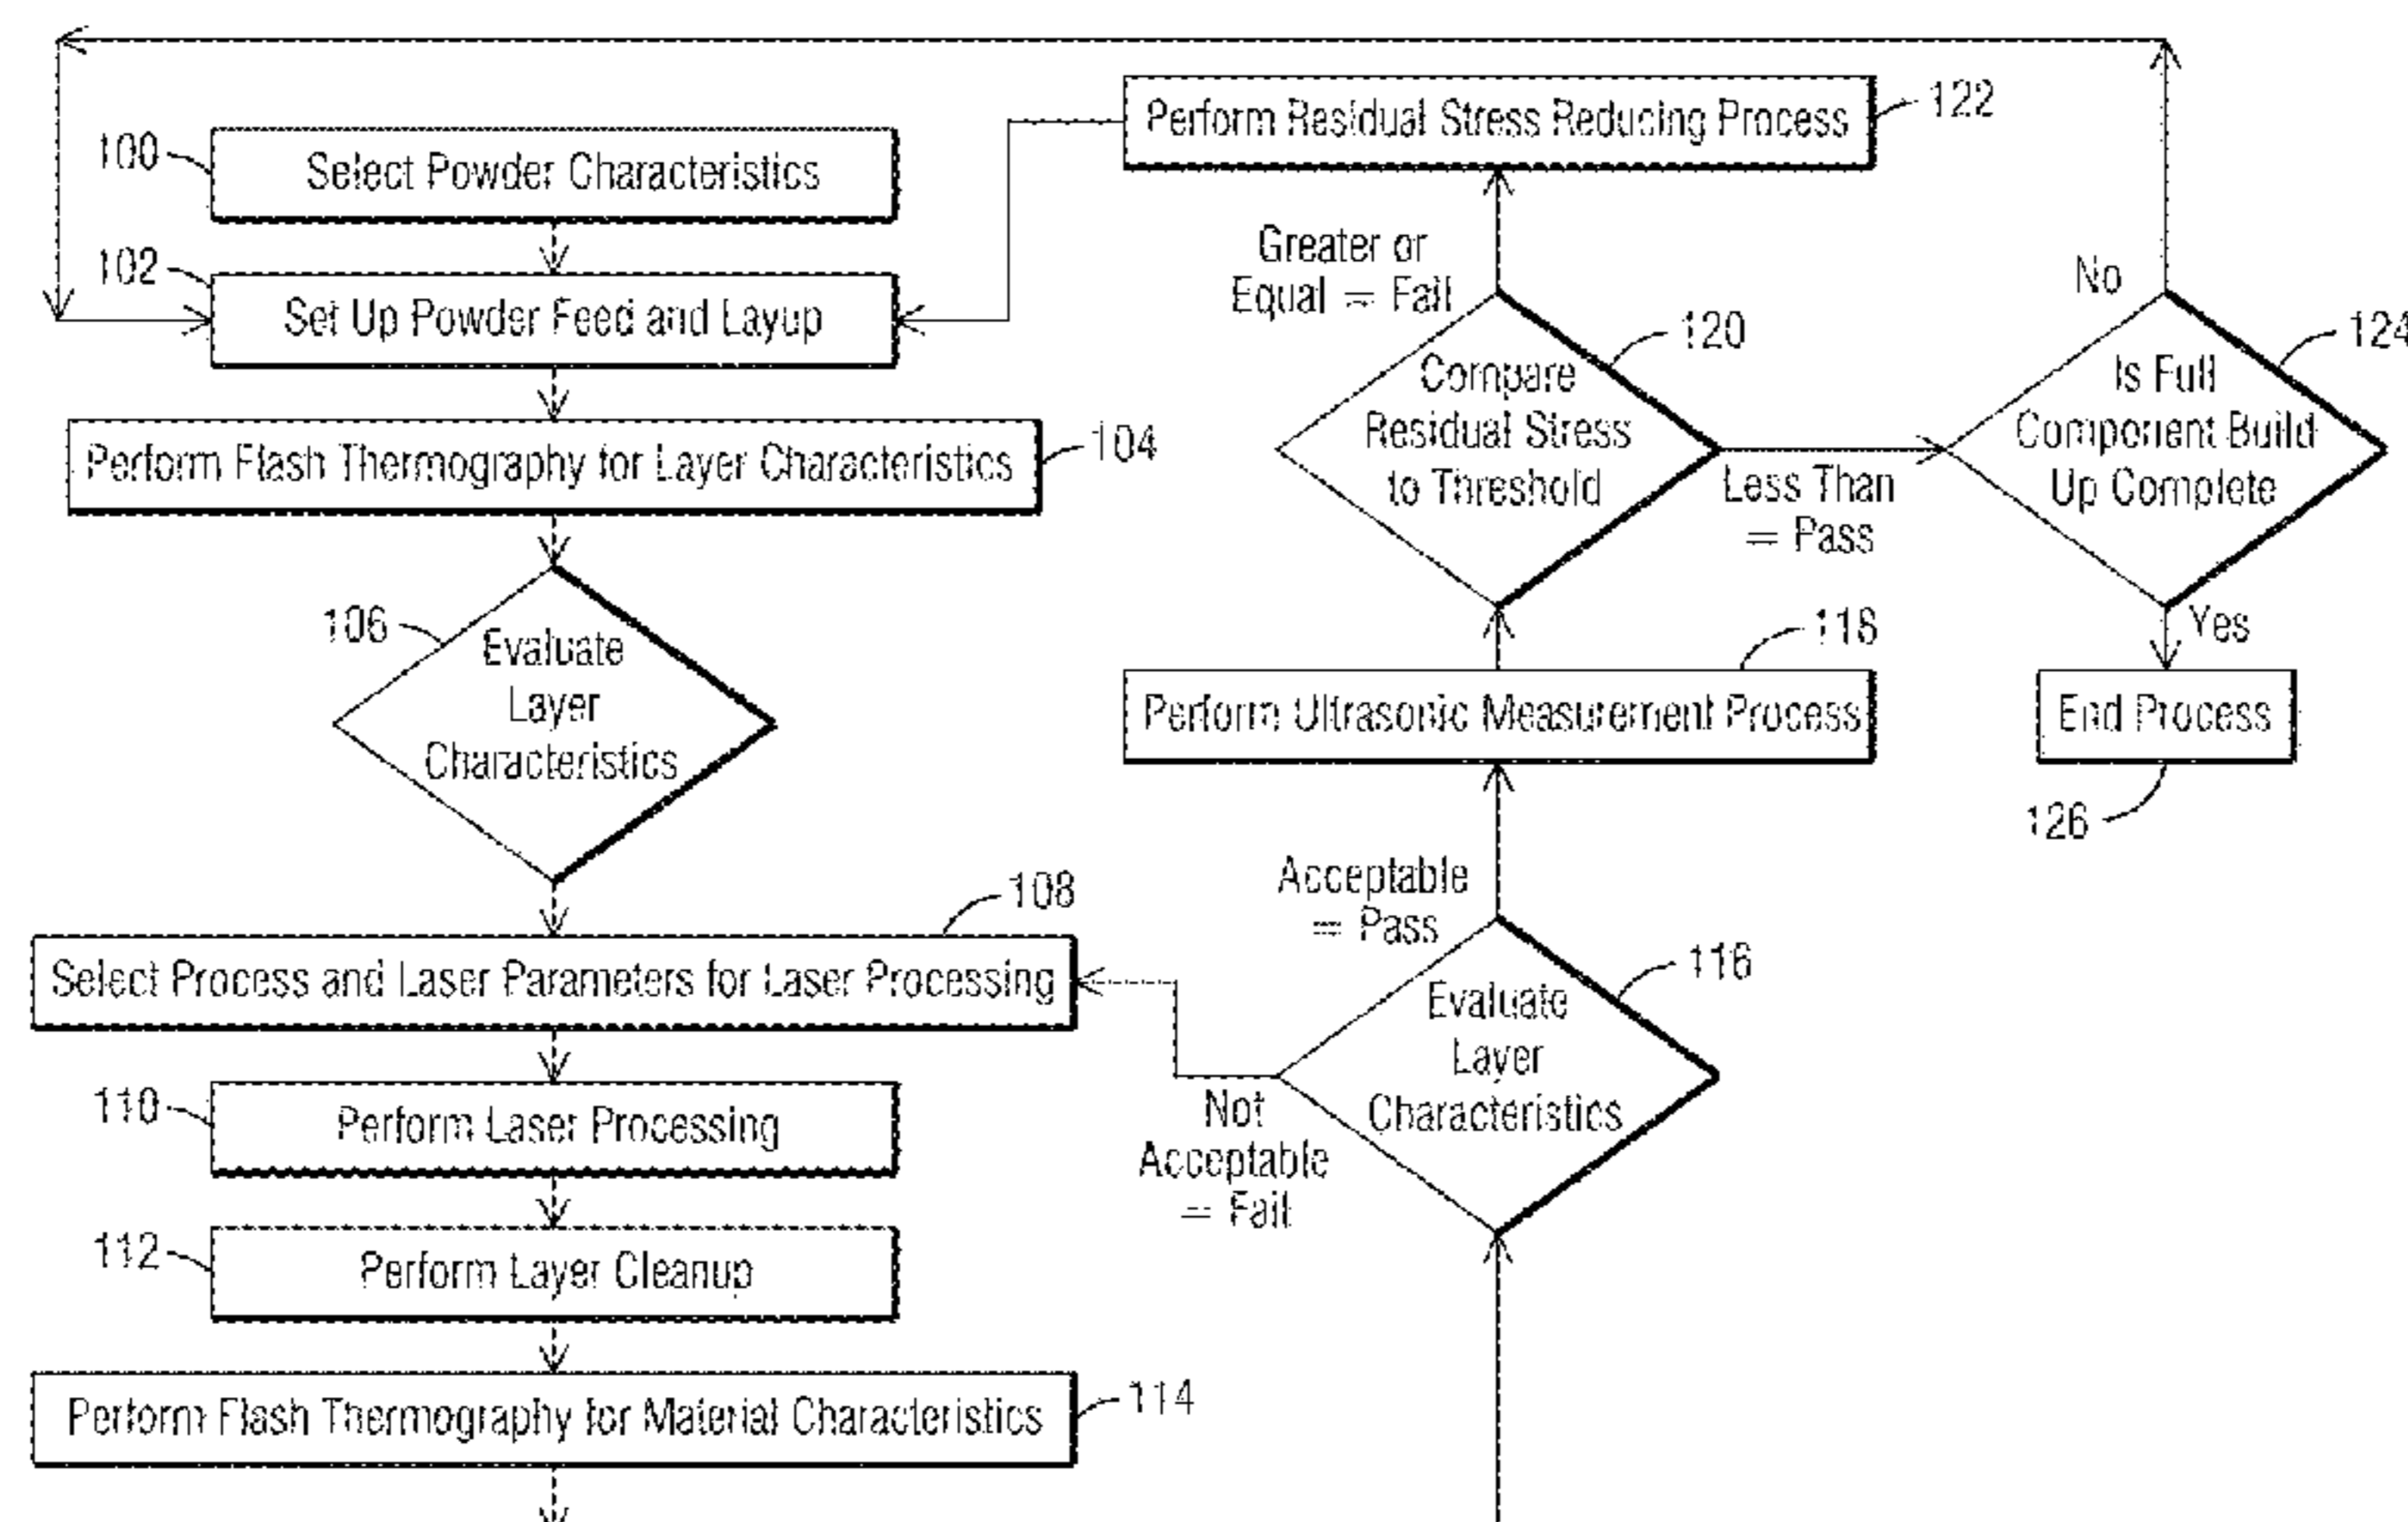 100
Select Powder Characteristics
102
Set Up Powder Feed and Layup
Perform Flash Thermography for Layer Characteristics
104
106
Evaluate
Layer
Characteristics
108
Select Process and Laser Parameters for Laser Processing
110
Perform Laser Processing
112
Perform Layer Cleanup
Perform Flash Thermography for Material Characteristics
114
116
Evaluate
Layer
Characteristics
Not
Acceptable
= Fail
Acceptable
= Pass
118
Perform Ultrasonic Measurement Process
120
Compare
Residual Stress
to Threshold
Greater or
Equal = Fail
Perform Residual Stress Reducing Process
122
Less Than
= Pass
124
Is Full
Component Build
Up Complete
No
Yes
End Process
126